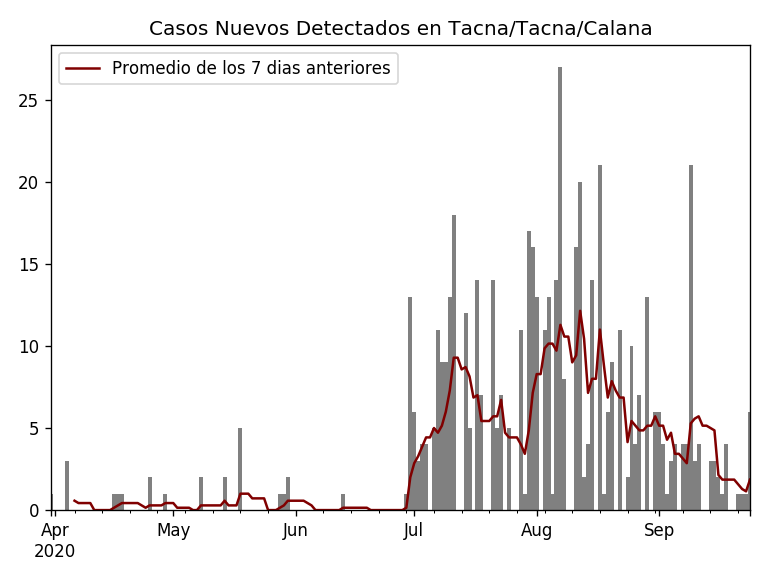 Casos Nuevos Detectados en Tacna/Tacna/Calana
Promedio de los 7 dias anteriores
25
20
15
10
5
0
Apr May Jun Jul Aug Sep
2020